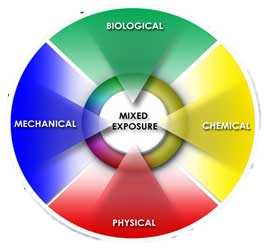 BIOLOGICAL
MECHANICAL
MIXED
EXPOSURE
CHEMICAL
PHYSICAL